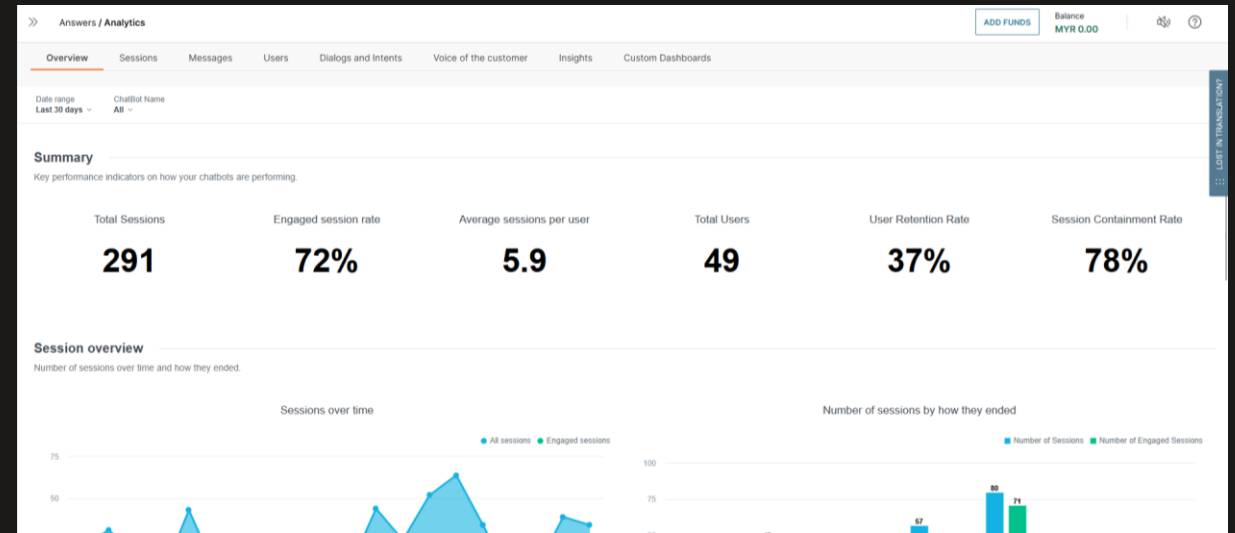 Answers / Analytics
ADD FUNDS
Balance
MYR 0.00
Overview Sessions Messages Users Dialogs and Intents Voice of the customer Insights Custom Dashboards
LOST IN TRANSLATION?
Date range
Last 30 days
ChatBot Name
All
Summary
Key performance indicators on how your chatbots are performing.
Total Sessions
291
Engaged session rate
72%
Average sessions per user
5.9
Total Users
49
User Retention Rate
37%
Session Containment Rate
78%
Session overview
Number of sessions over time and how they ended.
Sessions over time
All sessions Engaged sessions
75
50
Number of sessions by how they ended
Number of Sessions Number of Engaged Sessions
100
75
80
71
57